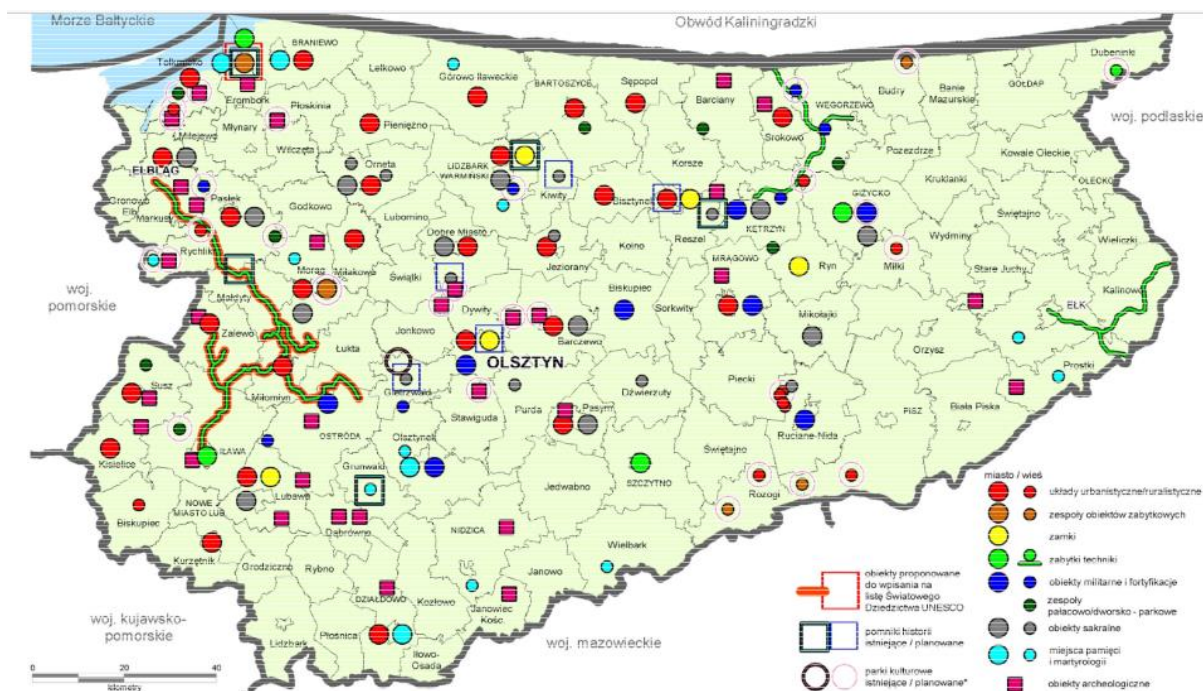 Morze Bałtyckie
Obwód Kaliningradzki
Dubeninki
BRANIEWO
Tolkmicko
Lelkowo
Górowo Iławeckie
BARTOSZYCE
Sępopol
Barciany
WĘGORZEWO
Budry
Banie
Mazurskie
GOŁDAP
Frombork
Płoskinia
Młynary
Milejewo
Wilczęta
Pieniężno
Srokowo
Pozezdrze
woj. podlaskie
Korsze
Kowale Oleckie
ELBLĄG
Orneta
LIDZBARK
WARMIŃSKI
Kiwity
Bisztynek
Kruklanki
OLECKO
Gronowo
Elb.
Markusy
Pasłęk
Godkowo
Lubomino
Reszel
KĘTRZYN
GIŻYCKO
Świętajno
Rychliki
Dobre Miasto
Kolno
Wydminy
Wieliczki
Morąg
Miłakowo
Świątki
Jeziorany
Ryn
Miłki
Stare Juchy
woj.
pomorskie
Małdyty
MRĄGOWO
Biskupiec
Sorkwity
Kalinowo
Dywity
EŁK
Zalewo
Jonkowo
Mikołajki
Łukta
OLSZTYN
Barczewo
Orzysz
Prostki
Susz
Miłomłyn
Gietrzwałd
Dźwierzuty
Piecki
Stawiguda
Purda
Pasym
PISZ
Biała Piska
OSTRÓDA
Olsztynek
Ruciane-Nida
Kisielice
IŁAWA
Grunwald
SZCZYTNO
Świętajno
Rozogi
NOWE
MIASTO LUB.
Lubawa
Jedwabno
Biskupiec
Dąbrówno
NIDZICA
Wielbark
Kurzętnik
Grodziczno
Rybno
Janowo
DZIAŁDOWO
Kozłowo
Janowiec
Kośc.
woj. kujawsko-
pomorskie
Płośnica
Iłowo-
Osada
woj. mazowieckie
Lidzbark
0 20 40
kilometry
obiekty proponowane
do wpisania na
listę Światowego
Dziedzictwa UNESCO
pomniki historii
istniejące / planowane
parki kulturowe
istniejące / planowane*
miasto / wieś
układy urbanistyczne/ruralistyczne
zespoły obiektów zabytkowych
zamki
zabytki techniki
obiekty militarne i fortyfikacje
zespoły
pałacowo/dworsko - parkowe
obiekty sakralne
miejsca pamięci
i martyrologii
obiekty archeologiczne